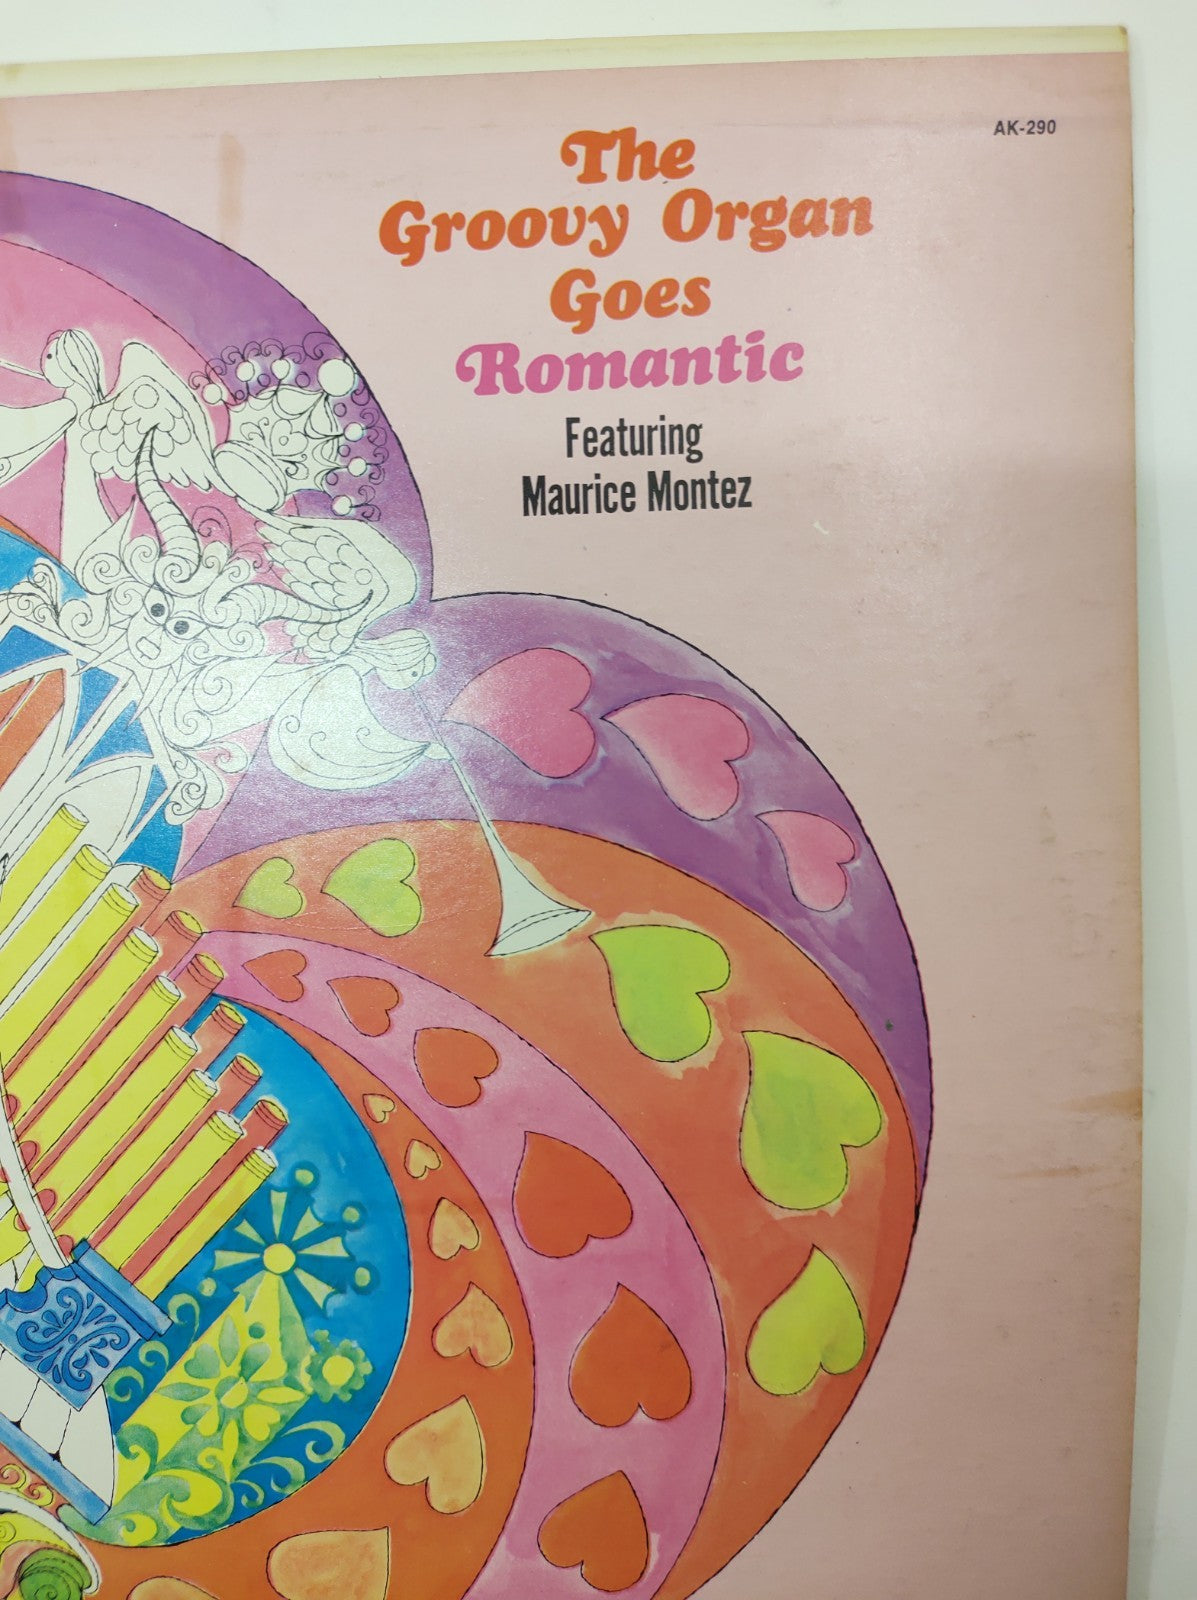 AK-290
The
Groovy Organ
Goes
Romantic
Featuring
Maurice Montez